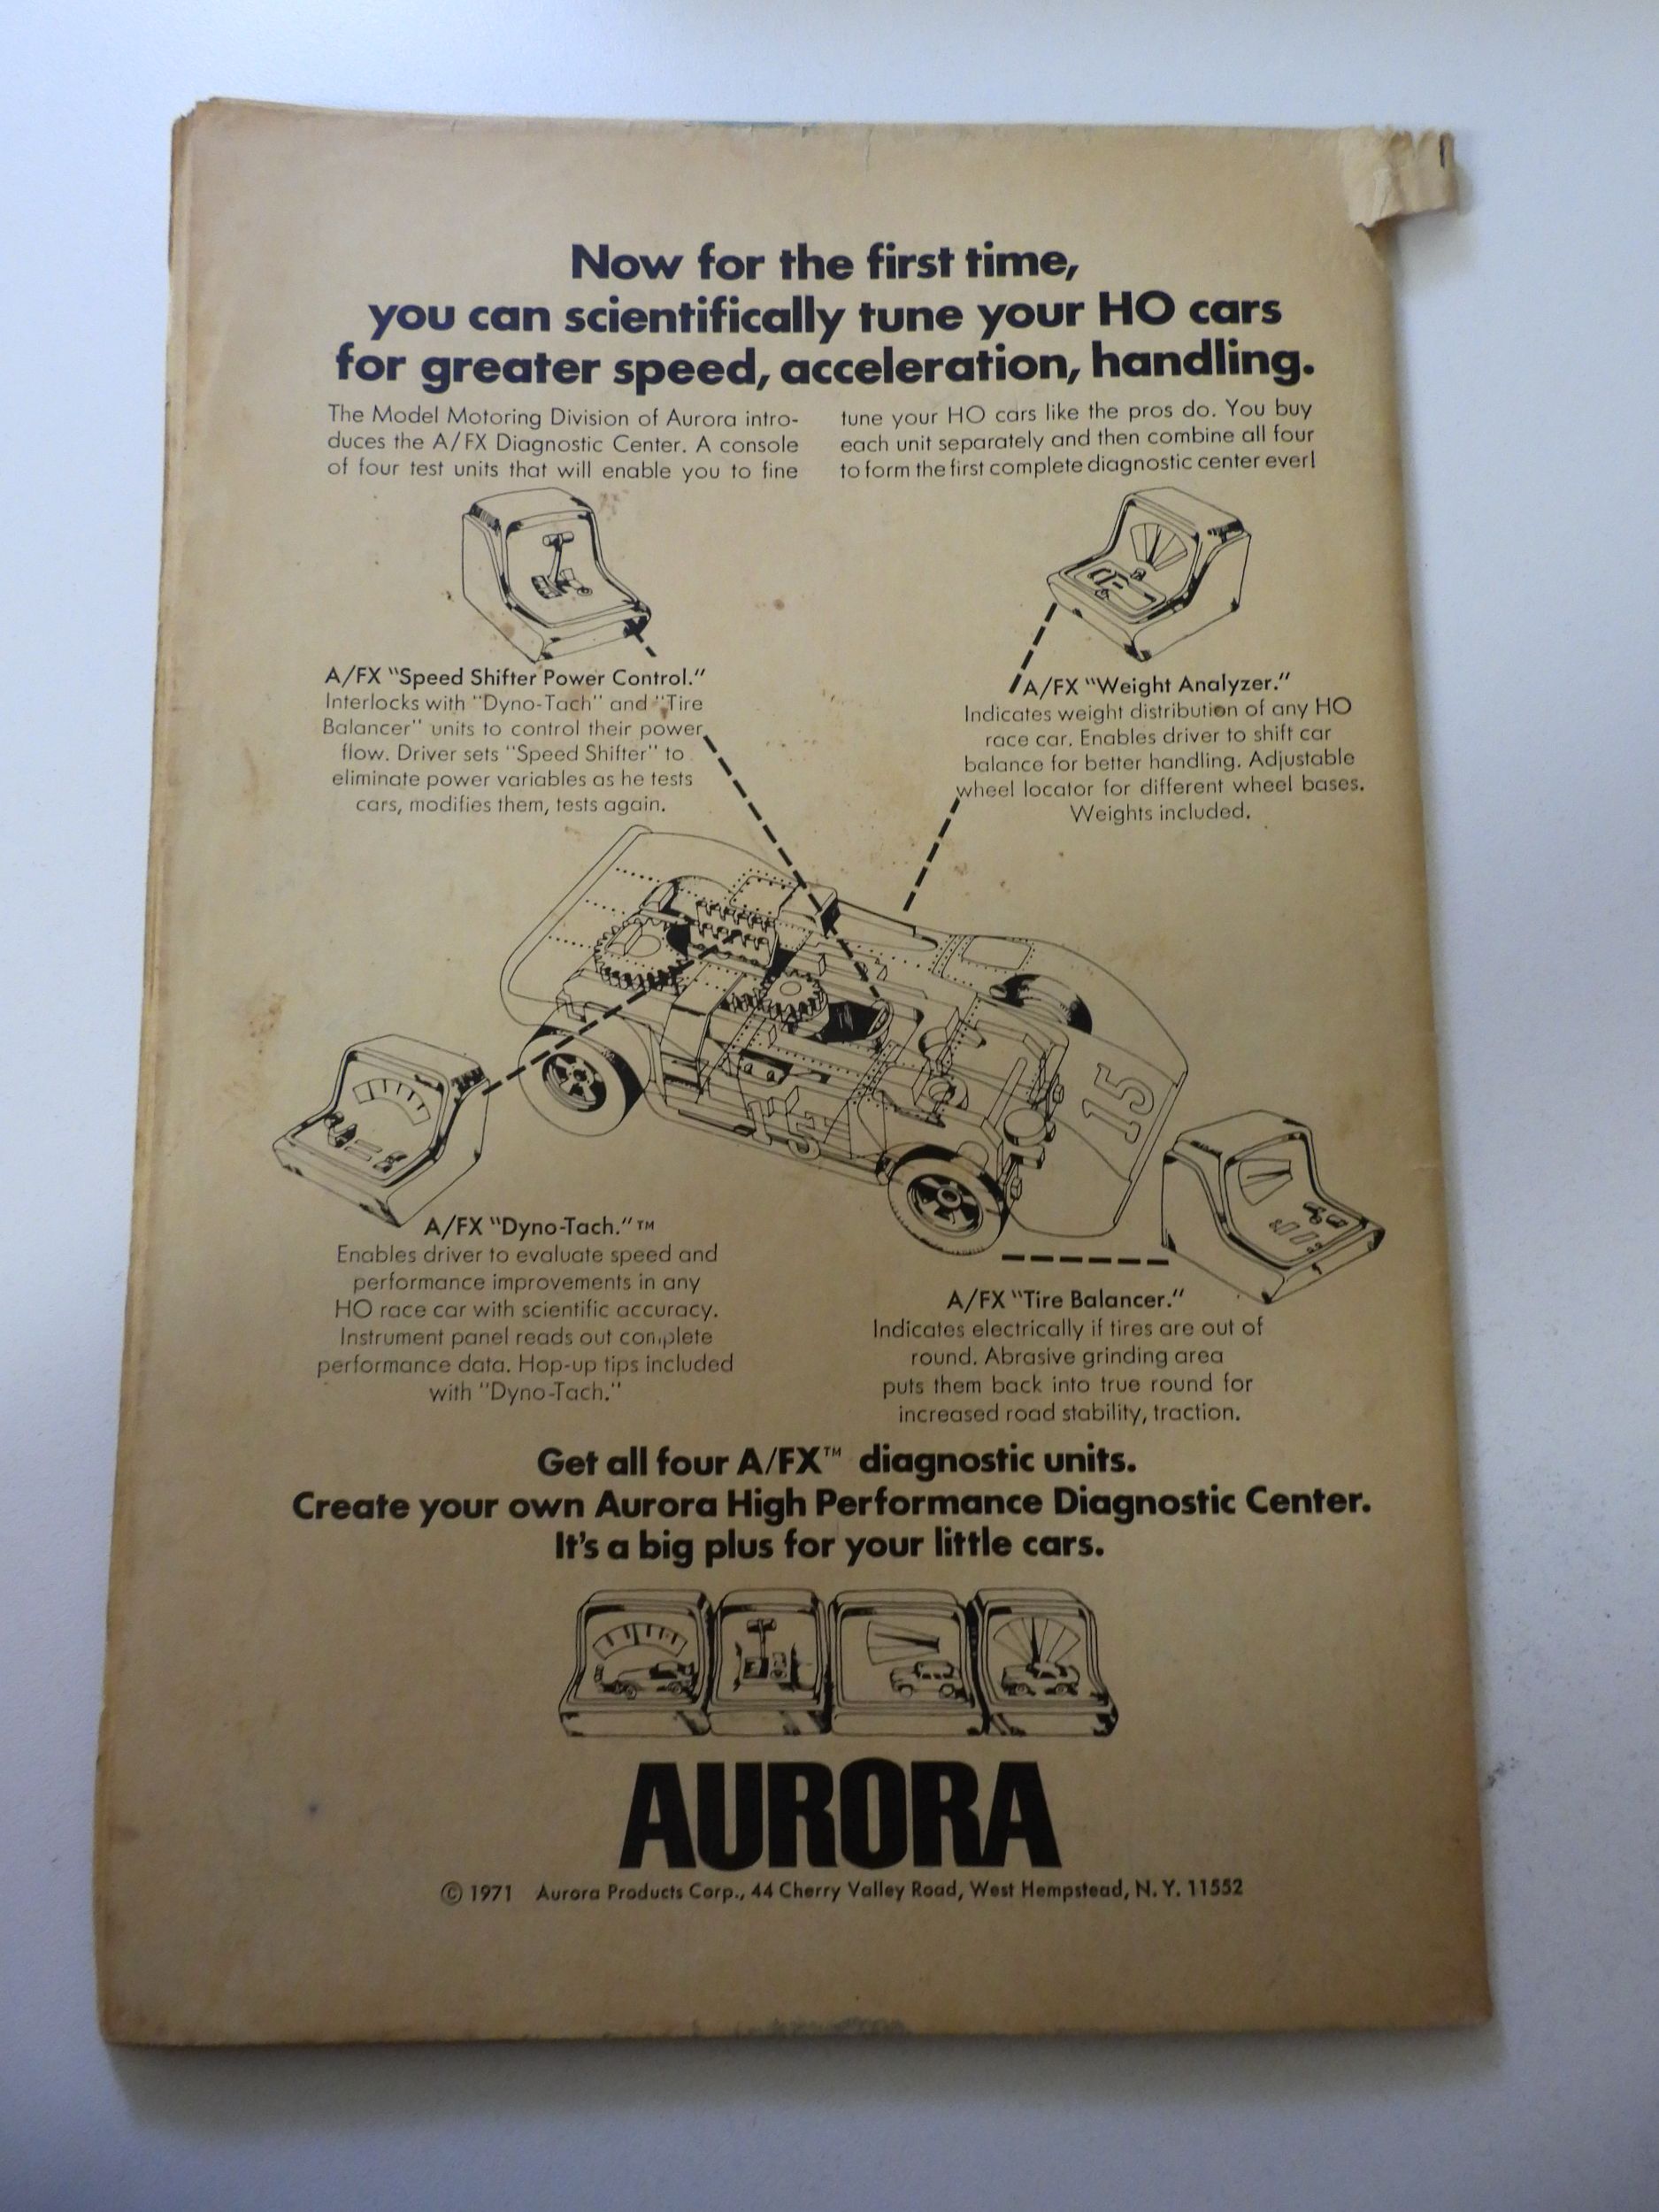 Now for the first time,
you can scientifically tune your HO cars
for greater speed, acceleration, handling.
The Model Motoring Division of Aurora intro-
duces the A/FX Diagnostic Center. A console
of four test units that will enable you to fine
tune your HO cars like the pros do. You buy
each unit separately and then combine all four
to form the first complete diagnostic center ever!
A/FX "Speed Shifter Power Control."
Interlocks with "Dyno-Tach" and "Tire
Balancer" units to control their power
flow. Driver sets "Speed Shifter" to
eliminate power variables as he tests
cars, modifies them, tests again.
A/FX "Weight Analyzer."
Indicates weight distribution of any HO
race car. Enables driver to shift car
balance for better handling. Adjustable
wheel locator for different wheel bases.
Weights included.
15
15
A/FX "Dyno-Tach."™
Enables driver to evaluate speed and
performance improvements in any
HO race car with scientific accuracy.
Instrument panel reads out complete
performance data. Hop-up tips included
with "Dyno-Tach."
A/FX "Tire Balancer."
Indicates electrically if tires are out of
round. Abrasive grinding area
puts them back into true round for
increased road stability, traction.
Get all four A/FX™ diagnostic units.
Create your own Aurora High Performance Diagnostic Center.
It's a big plus for your little cars.
AURORA
© 1971 Aurora Products Corp., 44 Cherry Valley Road, West Hempstead, N. Y. 11552